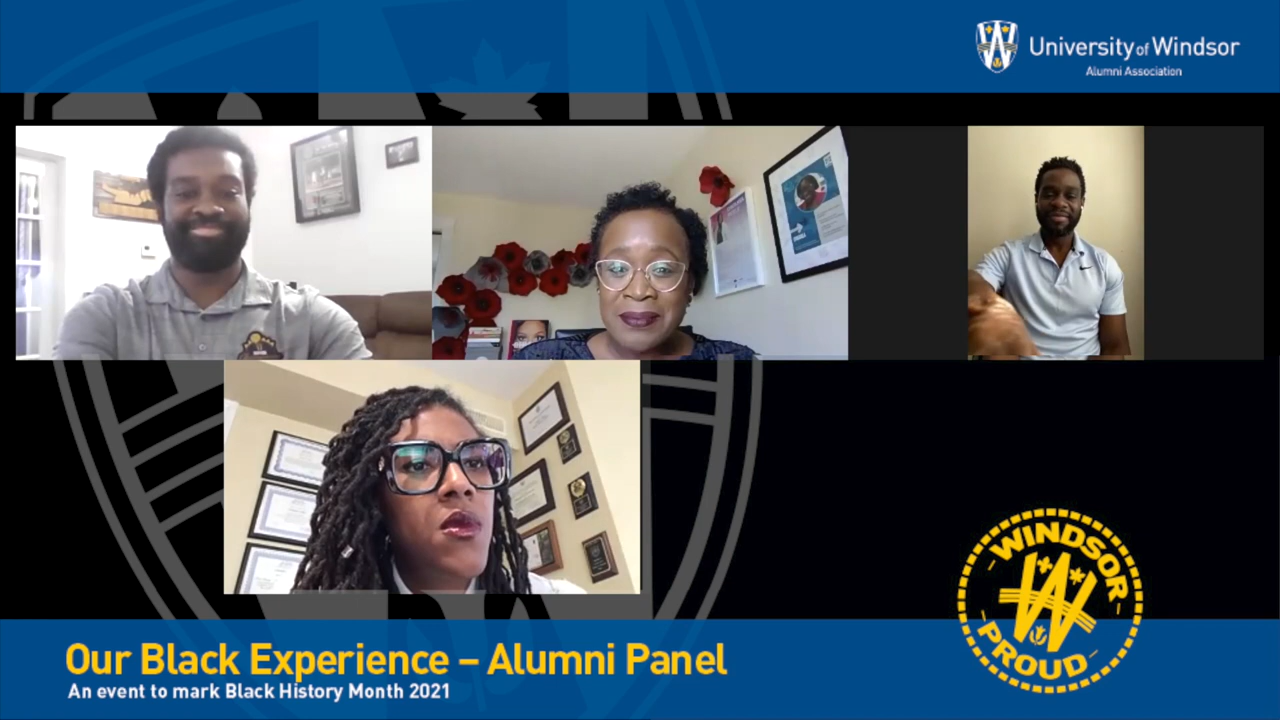 University of Windsor
Alumni Association
WINDSOR
PROUD
Our Black Experience – Alumni Panel
An event to mark Black History Month 2021